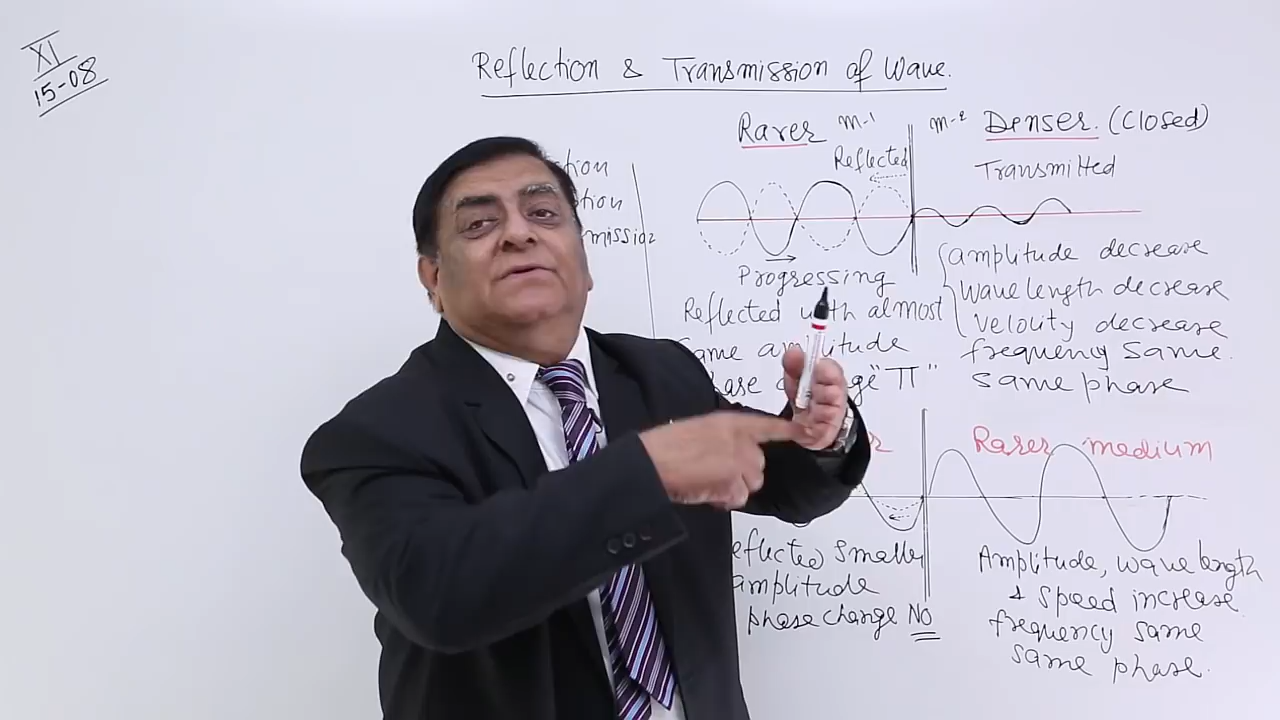 XI
15-08
Reflection & Transmission of Wave.
Rarer m-1
m-2 Denser. (Closed)
Reflected
Transmitted
Progressing
Reflected with almost
same amplitude
phase change "π"
amplitude decrease
wavelength decrease
velocity decrease
frequency same.
same phase
Rarer medium
Reflected smaller
amplitude
phase change NO
Amplitude, wavelength
& speed increase
frequency same
same phase.